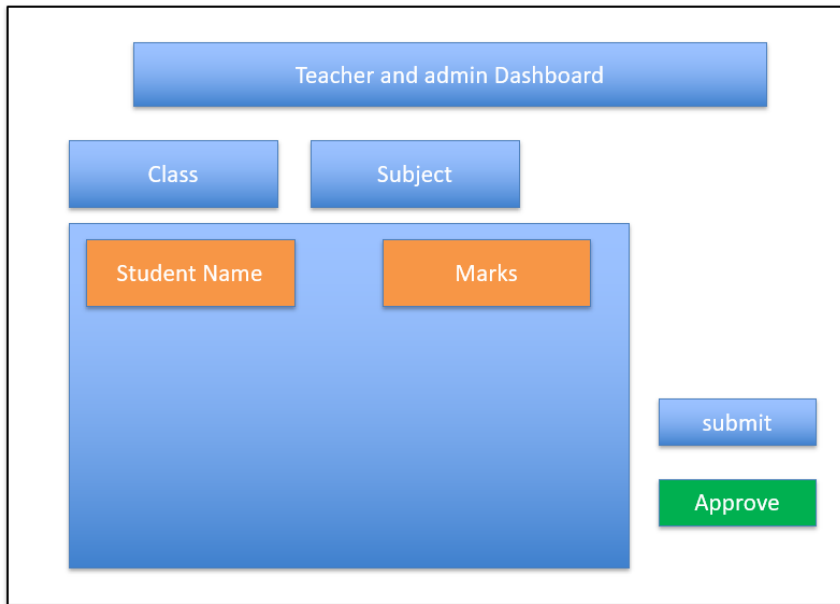 Teacher and admin Dashboard
Class
Subject
Student Name
Marks
submit
Approve